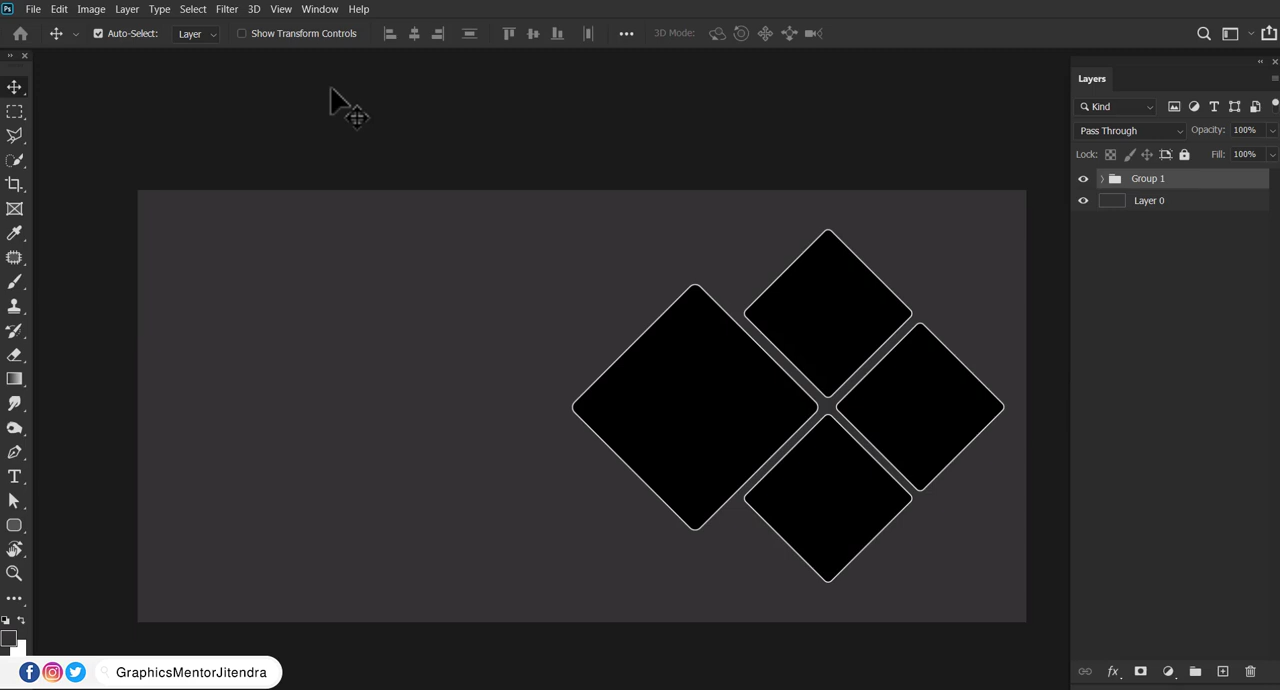 Ps File Edit Image Layer Type Select Filter 3D View Window Help
Auto-Select: Layer Show Transform Controls 3D Mode:
Layers
Kind
Pass Through Opacity: 100%
Lock: Fill: 100%
Group 1
Layer 0
fx
GraphicsMentorJitendra